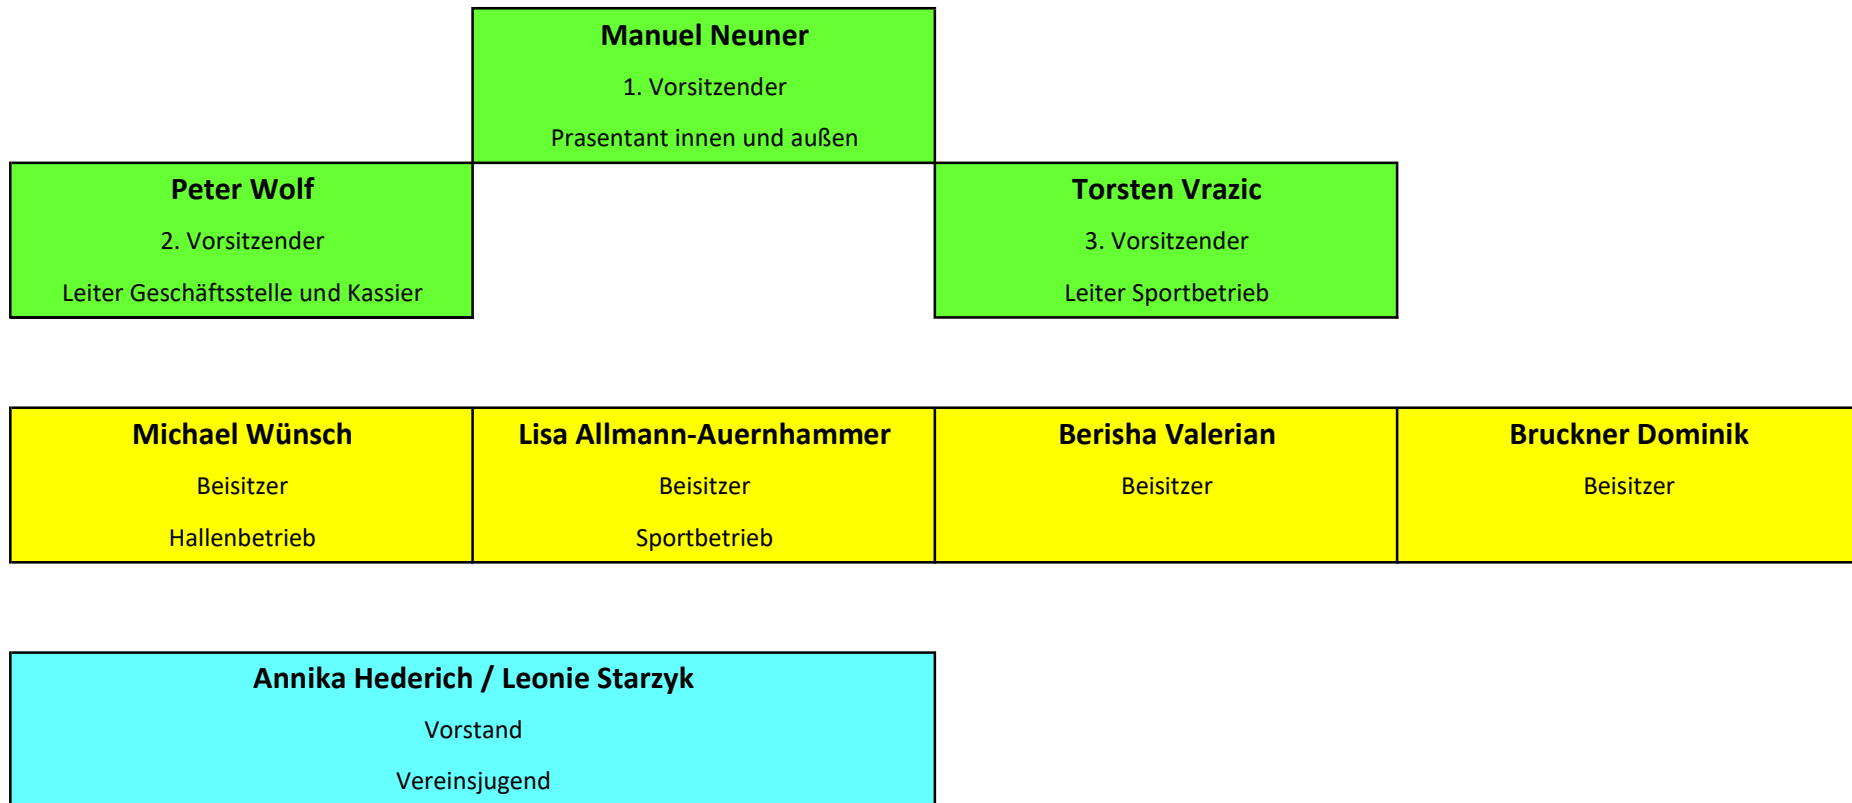 Manuel Neuner
1. Vorsitzender
Prasentant innen und außen
Peter Wolf
2. Vorsitzender
Leiter Geschäftsstelle und Kassier
Torsten Vrazic
3. Vorsitzender
Leiter Sportbetrieb
Michael Wünsch
Beisitzer
Hallenbetrieb
Lisa Allmann-Auernhammer
Beisitzer
Sportbetrieb
Berisha Valerian
Beisitzer
Bruckner Dominik
Beisitzer
Annika Hederich / Leonie Starzyk
Vorstand
Vereinsjugend